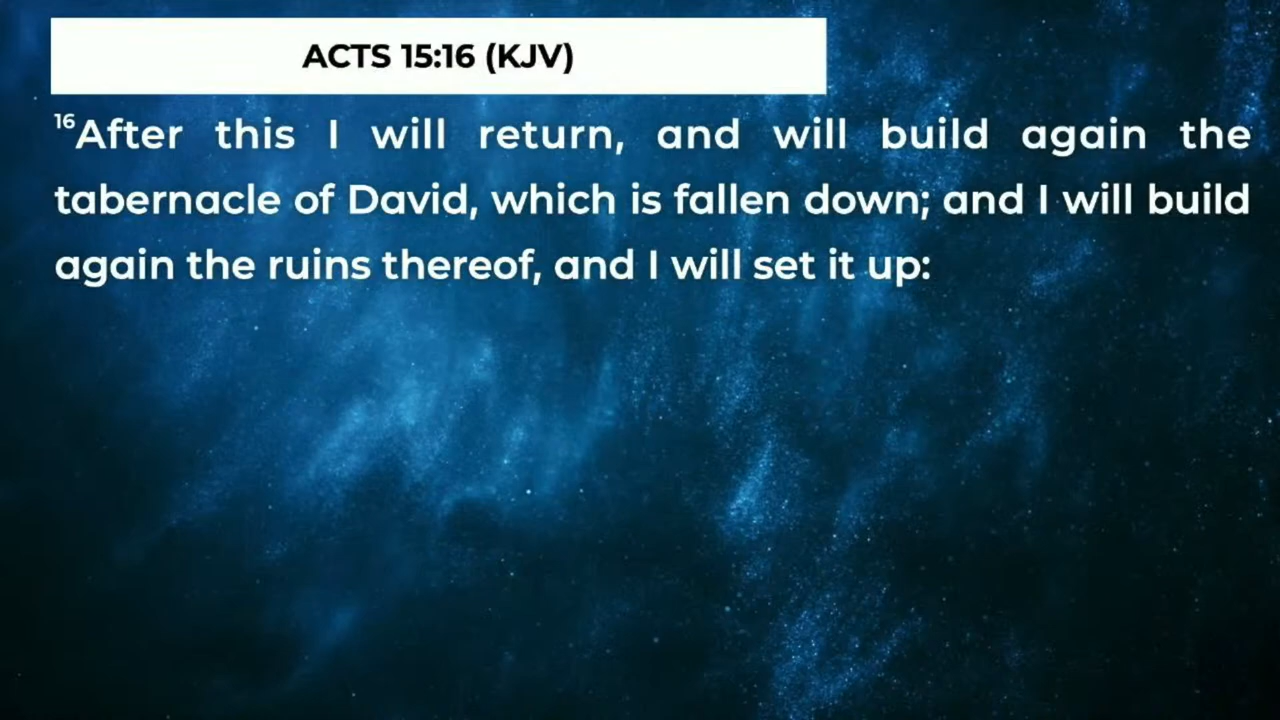 ACTS 15:16 (KJV)
16After this I will return, and will build again the
tabernacle of David, which is fallen down; and I will build
again the ruins thereof, and I will set it up: